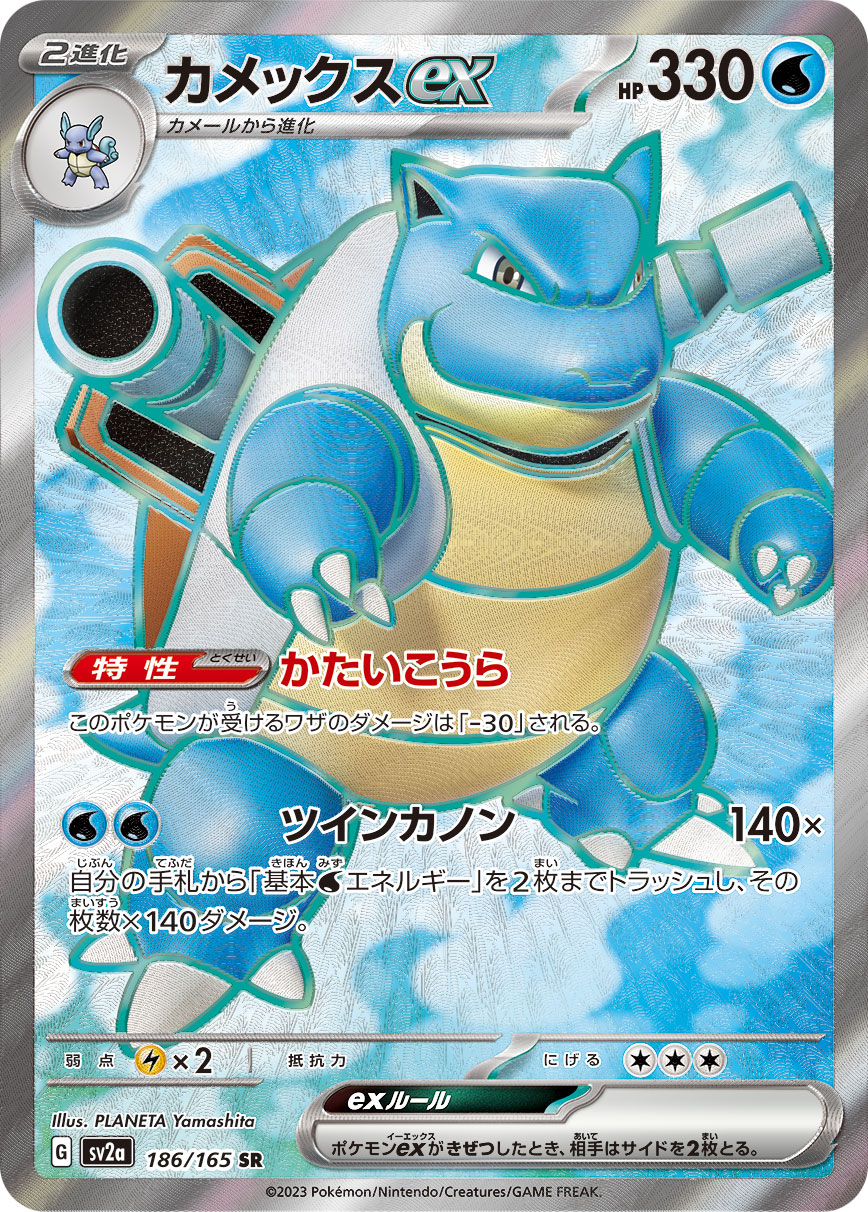 2進化
カメックスex
HP330
カメールから進化
特性 とくせい かたいこうら
このポケモンが受けるワザのダメージは「-30」される。
ツインカノン 140×
自分の手札から「基本エネルギー」を2枚までトラッシュし、その
枚数×140ダメージ。
弱点 ×2 抵抗力 にげる
Illus. PLANETA Yamashita
exルール
ポケモンexがきぜつしたとき、相手はサイドを2枚とる。
G sv2a 186/165 SR
©2023 Pokémon/Nintendo/Creatures/GAME FREAK.